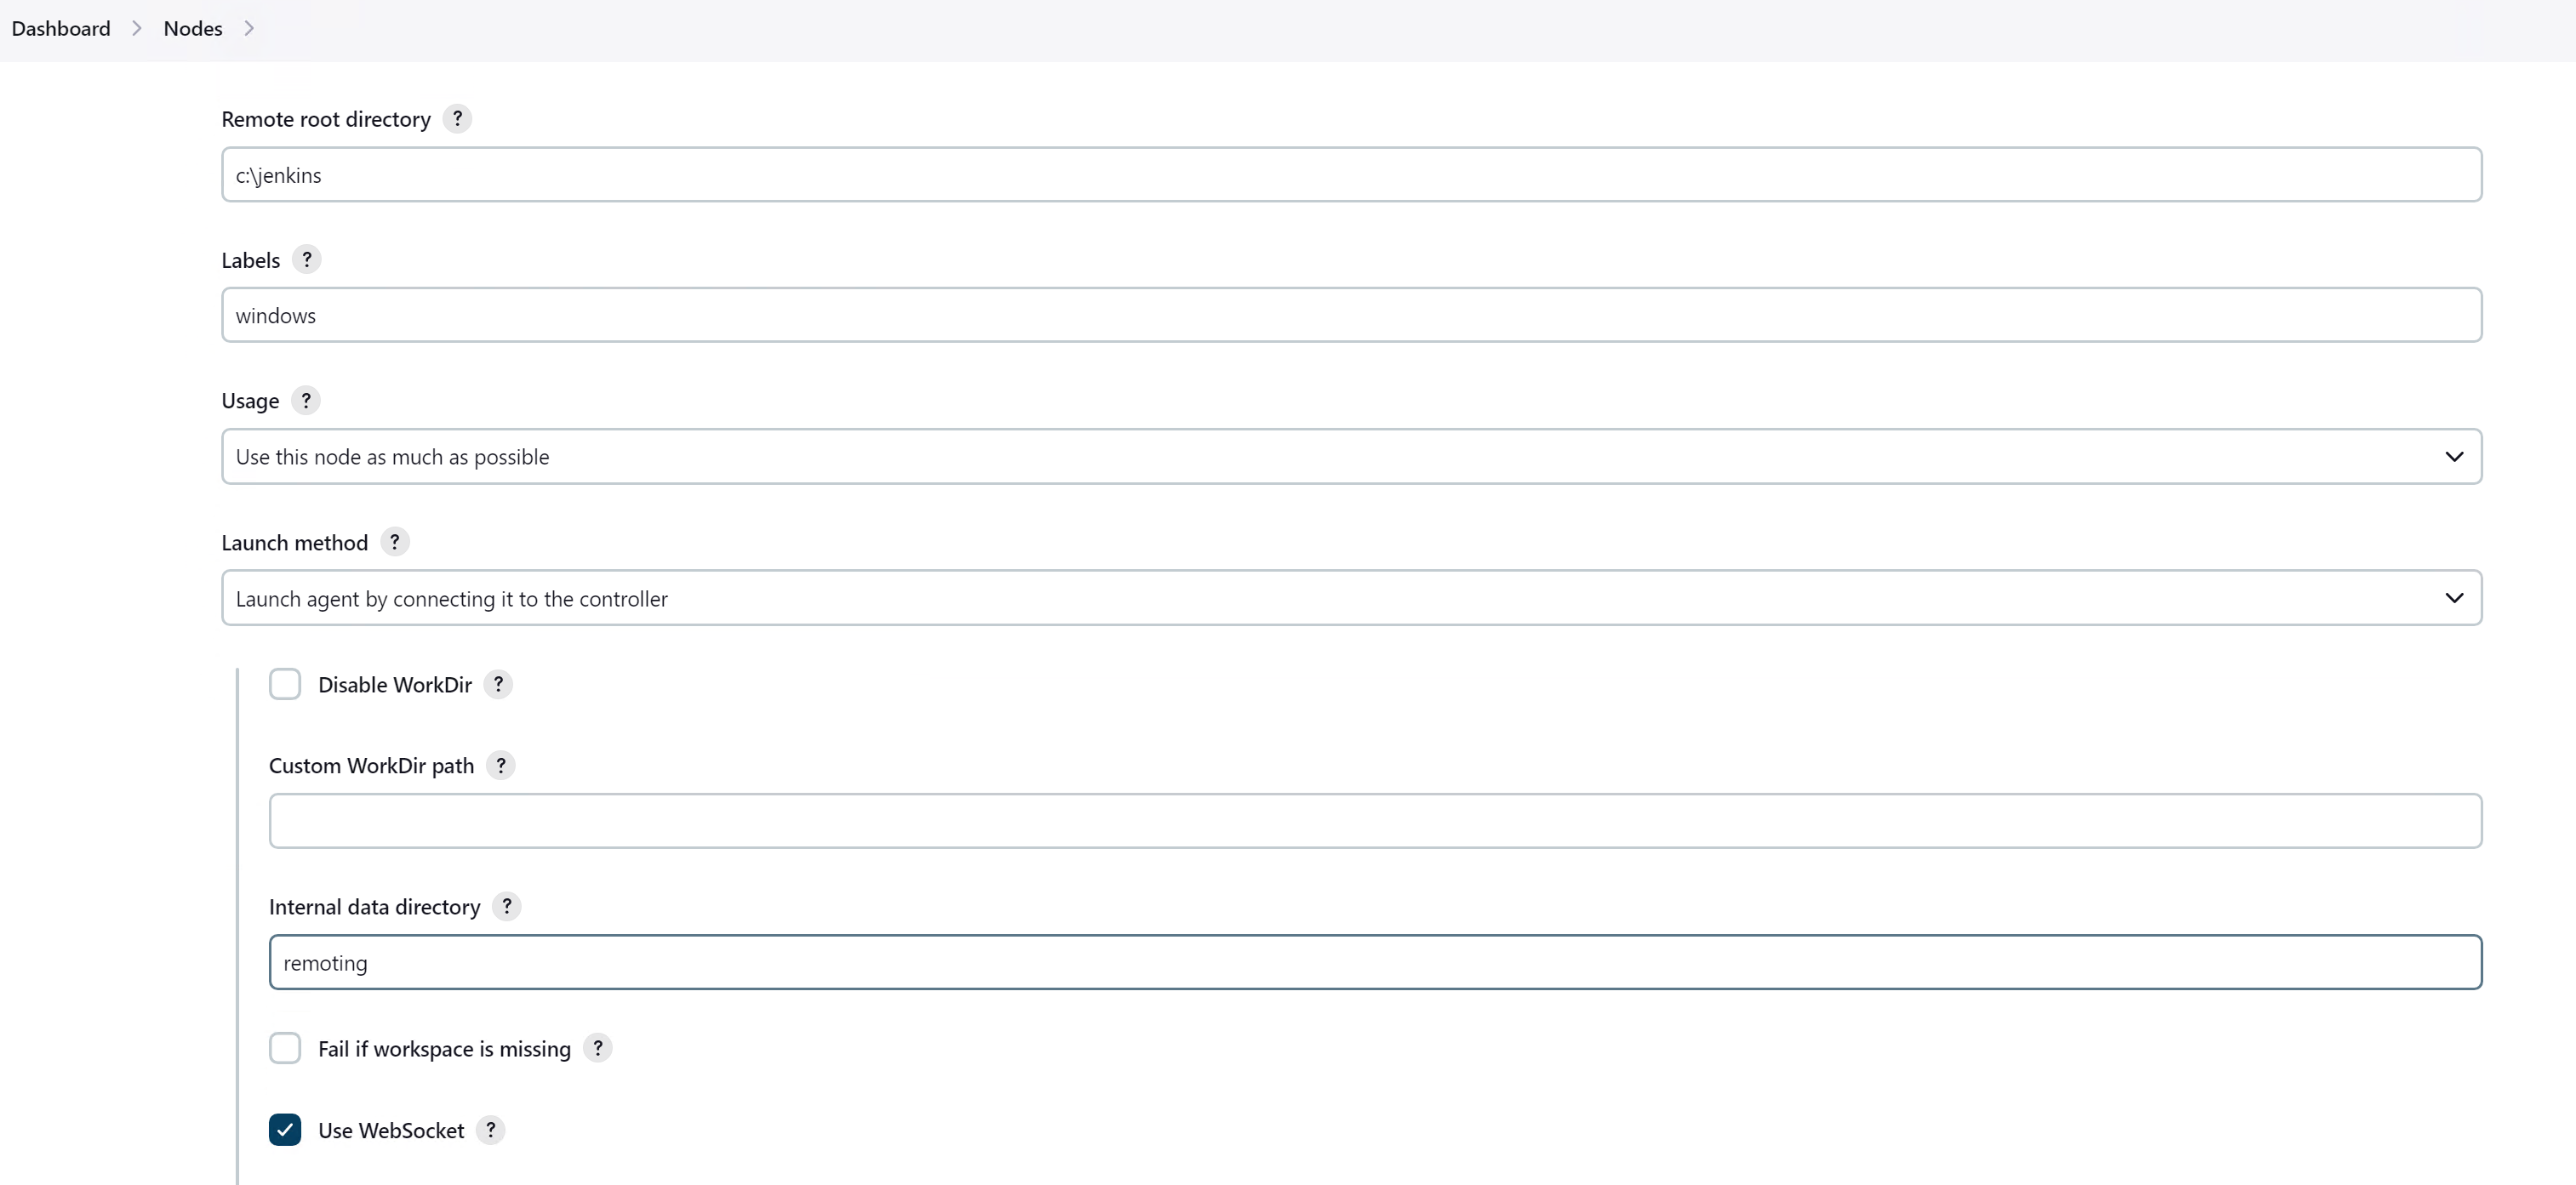 Dashboard > Nodes >
Remote root directory ?
c:\jenkins
Labels ?
windows
Usage ?
Use this node as much as possible
Launch method ?
Launch agent by connecting it to the controller
Disable WorkDir ?
Custom WorkDir path ?
Internal data directory ?
remoting
Fail if workspace is missing ?
Use WebSocket ?